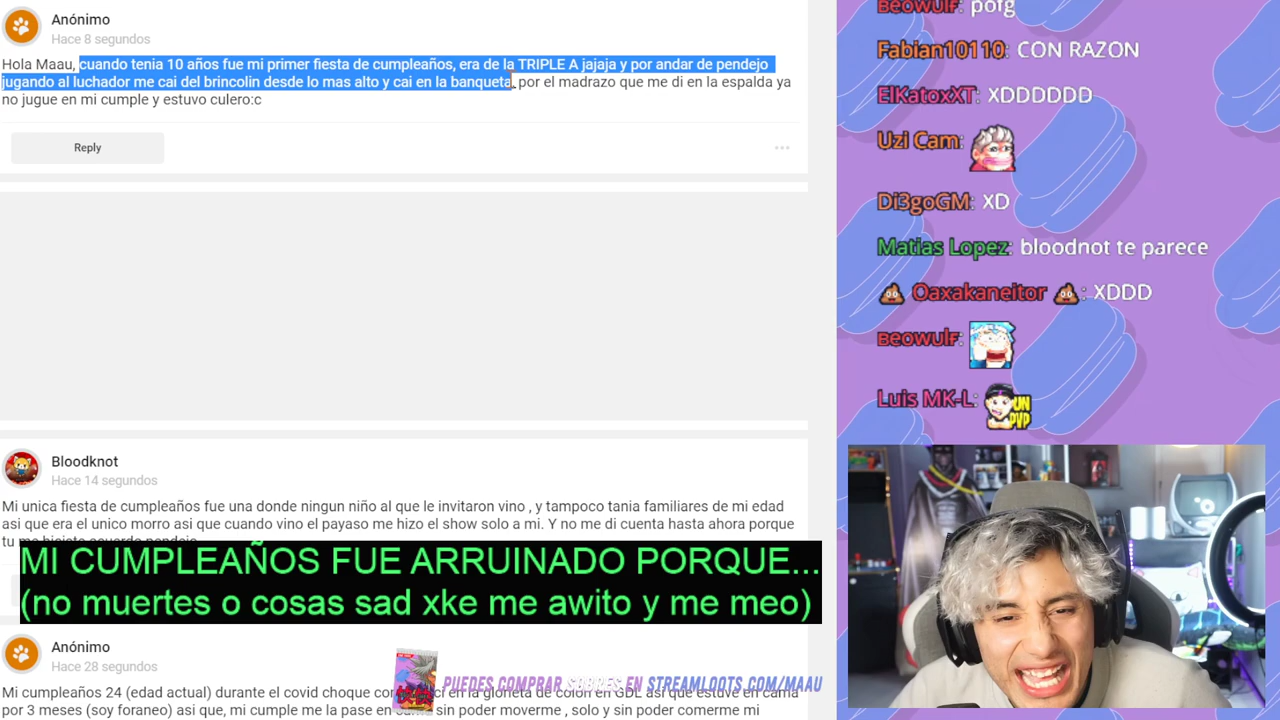 Anónimo
Hace 8 segundos
Hola Maau, cuando tenia 10 años fue mi primer fiesta de cumpleaños, era de la TRIPLE A jajaja y por andar de pendejo
jugando al luchador me cai del brincolin desde lo mas alto y cai en la banqueta, por el madrazo que me di en la espalda ya
no jugue en mi cumple y estuvo culero:c
Reply
Bloodknot
Hace 14 segundos
Mi unica fiesta de cumpleaños fue una donde ningun niño al que le invitaron vino , y tampoco tania familiares de mi edad
asi que era el unico morro asi que cuando vino el payaso me hizo el show solo a mi. Y no me di cuenta hasta ahora porque
tu me hiciste acuerdo pendejo
MI CUMPLEAÑOS FUE ARRUINADO PORQUE...
(no muertes o cosas sad xke me awito y me meo)
Anónimo
Hace 28 segundos
Mi cumpleaños 24 (edad actual) durante el covid choque en la glorieta de colon en GDL asi que estuve en cama
por 3 meses (soy foraneo) asi que, mi cumple me la pase en sin poder moverme , solo y sin poder comerme mi
PUEDES COMPRAR SOBRES EN STREAMLOOTS.COM/MAAU
Beowulf: pofg
Fabian10110: CON RAZON
ElKatoxXT: XDDDDDD
Uzi Cam:
Di3goGM: XD
Matias Lopez: bloodnot te parece
Oaxakaneitor : XDDD
Beowulf:
Luis MK-L: UN PVP